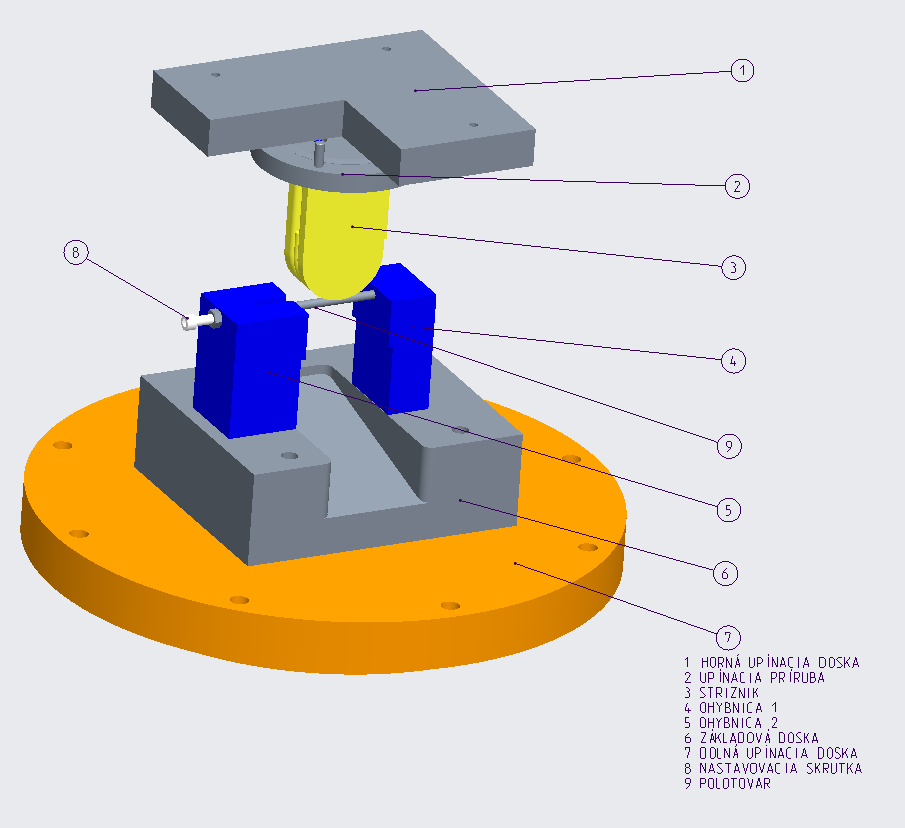 1
2
3
8
4
9
5
6
7
1 HORNÁ UPÍNACIA DOSKA
2 UPÍNACIA PRÍRUBA
3 STRIZNIK
4 OHYBNICA 1
5 OHYBNICA 2
6 ZÁKLADOVÁ DOSKA
7 DOLNÁ UPÍNACIA DOSKA
8 NASTAVOVACIA SKRUTKA
9 POLOTOVAR